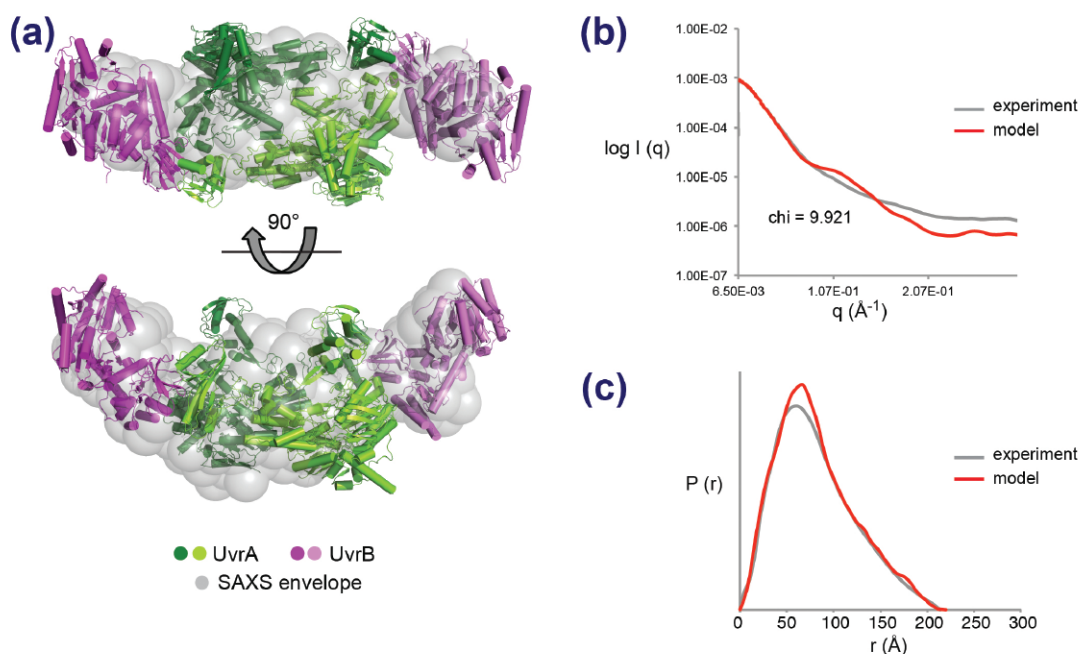 (a)
90°
UvrA UvrB
SAXS envelope
(b)
1.00E-02
1.00E-03
1.00E-04
1.00E-05
1.00E-06
1.00E-07
log I (q)
experiment
model
chi = 9.921
6.50E-03 1.07E-01 2.07E-01
q (Å⁻¹)
(c)
P (r)
experiment
model
0 50 100 150 200 250 300
r (Å)